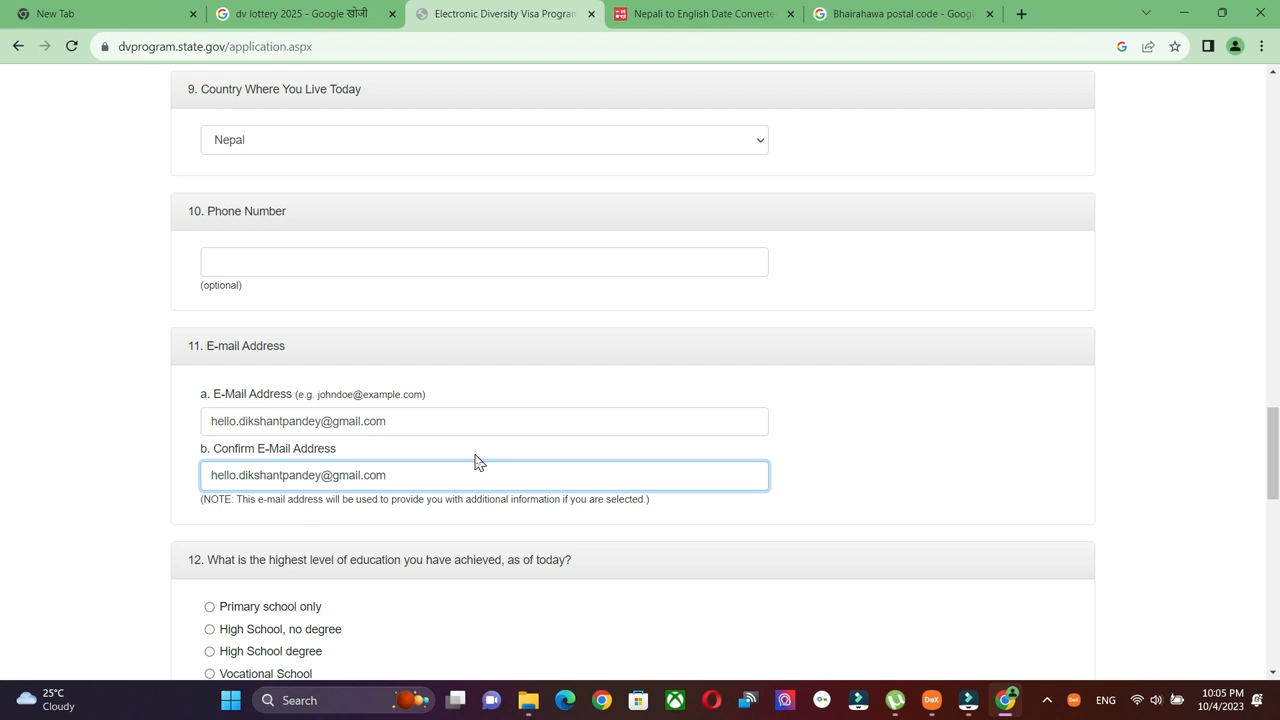 New Tab
dv lottery 2025 - Google खोजी
Electronic Diversity Visa Program
Nepali to English Date Converte
Bhairahawa postal code - Goog
dvprogram.state.gov/application.aspx
9. Country Where You Live Today
Nepal
10. Phone Number
(optional)
11. E-mail Address
a. E-Mail Address (e.g. johndoe@example.com)
hello.dikshantpandey@gmail.com
b. Confirm E-Mail Address
hello.dikshantpandey@gmail.com
(NOTE: This e-mail address will be used to provide you with additional information if you are selected.)
12. What is the highest level of education you have achieved, as of today?
Primary school only
High School, no degree
High School degree
Vocational School
25°C
Cloudy
Search
DeX
DeX
ENG
10:05 PM
10/4/2023